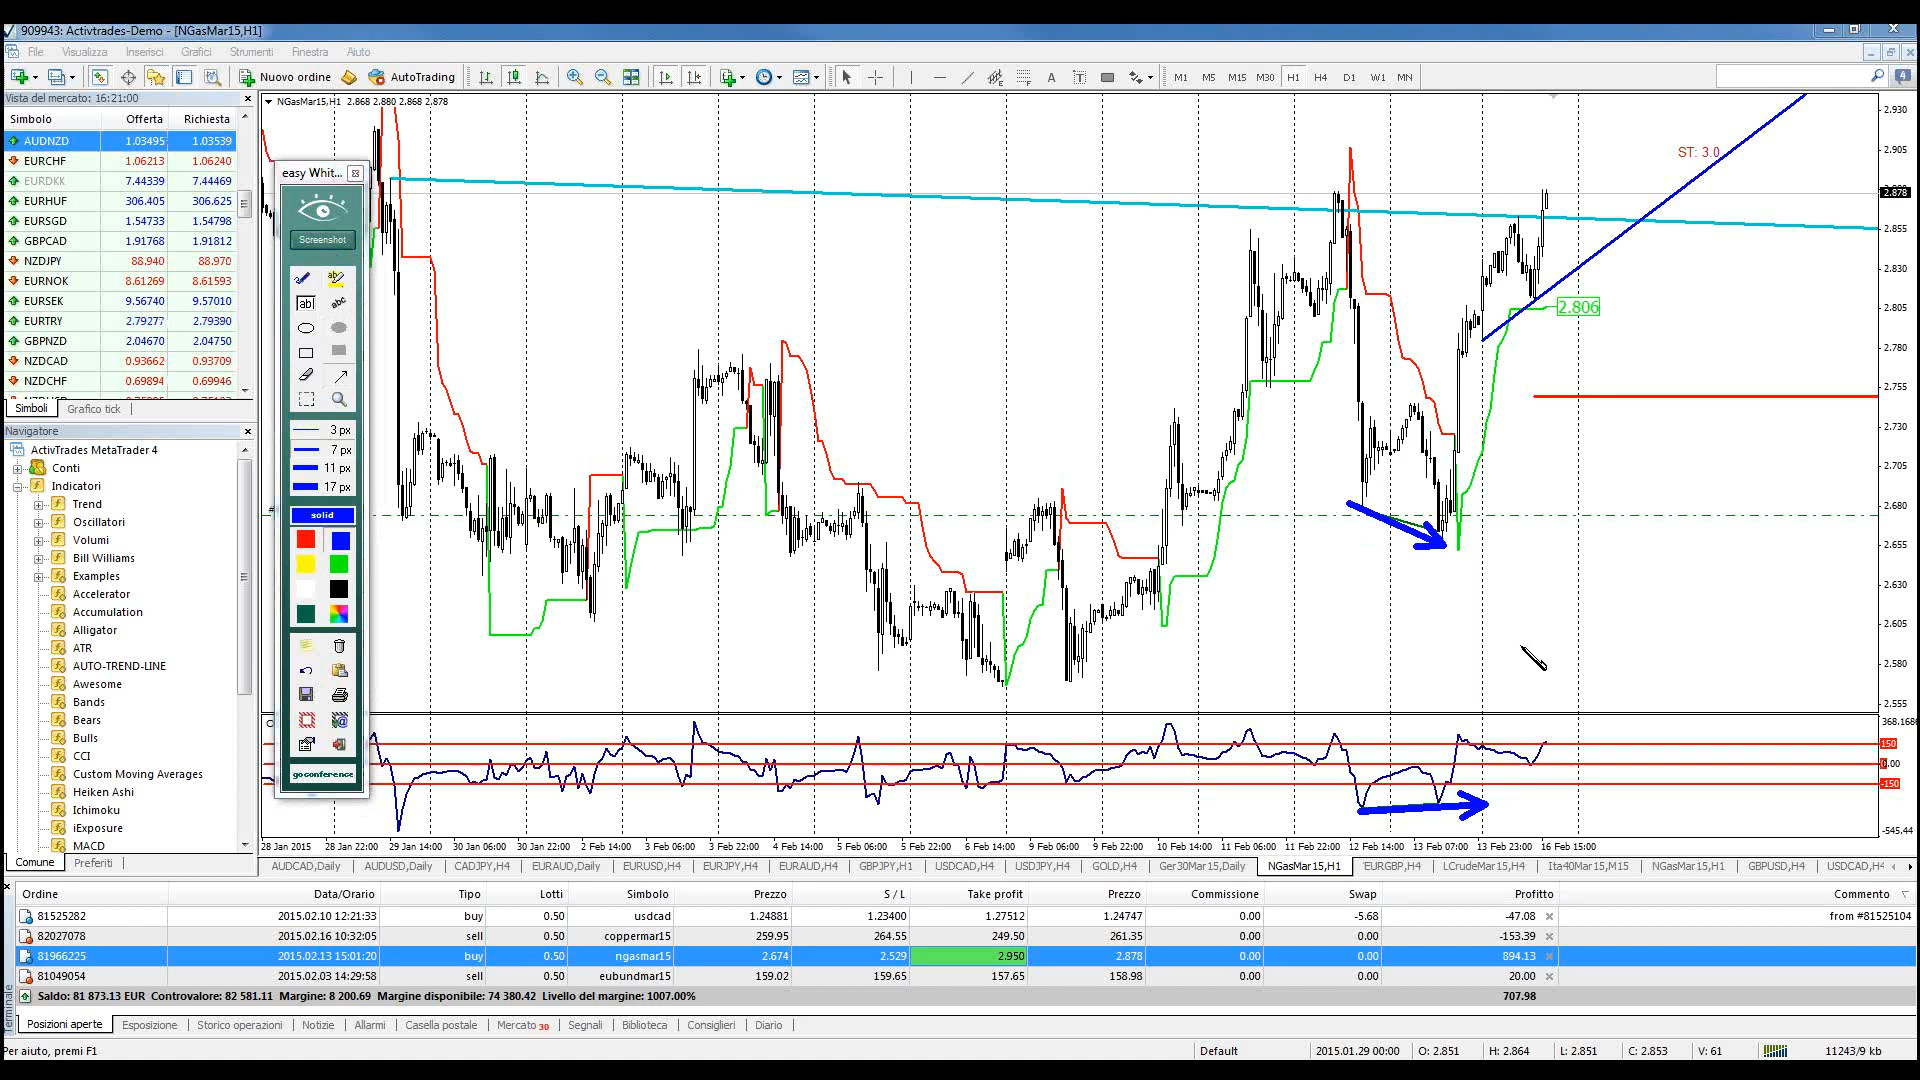 909943: Activtrades-Demo - [NGasMar15,H1]
File Visualizza Inserisci Grafici Strumenti Finestra Aiuto
Nuovo ordine AutoTrading A T M1 M5 M15 M30 H1 H4 D1 W1 MN 4
Vista del mercato: 16:21:00
Simbolo Offerta Richiesta
AUDNZD 1.03495 1.03539
EURCHF 1.06213 1.06240
EURDKK 7.44339 7.44469
EURHUF 306.405 306.625
EURSGD 1.54733 1.54798
GBPCAD 1.91768 1.91812
NZDJPY 88.940 88.970
EURNOK 8.61269 8.61593
EURSEK 9.56740 9.57010
EURTRY 2.79277 2.79390
GBPNZD 2.04670 2.04750
NZDCAD 0.93662 0.93709
NZDCHF 0.69894 0.69946
Simboli Grafico tick
Navigatore
ActivTrades MetaTrader 4
Conti
Indicatori
Trend
Oscillatori
Volumi
Bill Williams
Examples
Accelerator
Accumulation
Alligator
ATR
AUTO-TREND-LINE
Awesome
Bands
Bears
Bulls
CCI
Custom Moving Averages
Heiken Ashi
Ichimoku
iExposure
MACD
Comune Preferiti
easy Whit...
Screenshot
ab abc
3 px
7 px
11 px
17 px
solid
goconference
NGasMar15,H1 2.868 2.880 2.868 2.878
ST: 3.0
2.806
2.930
2.905
2.878
2.855
2.830
2.805
2.780
2.755
2.730
2.705
2.680
2.655
2.630
2.605
2.580
2.555
368.1686
150
0.00
-150
-545.44
28 Jan 2015 28 Jan 22:00 29 Jan 14:00 30 Jan 06:00 30 Jan 22:00 2 Feb 14:00 3 Feb 06:00 3 Feb 22:00 4 Feb 14:00 5 Feb 06:00 5 Feb 22:00 6 Feb 14:00 9 Feb 06:00 9 Feb 22:00 10 Feb 14:00 11 Feb 06:00 11 Feb 22:00 12 Feb 14:00 13 Feb 07:00 13 Feb 23:00 16 Feb 15:00
AUDCAD,Daily AUDUSD,Daily CADJPY,H4 EURAUD,Daily EURUSD,H4 EURJPY,H4 EURAUD,H4 GBPJPY,H1 USDCAD,H4 USDJPY,H4 GOLD,H4 Ger30Mar15,Daily NGasMar15,H1 EURGBP,H4 LCrudeMar15,H4 Ita40Mar15,M15 NGasMar15,H1 GBPUSD,H4 USDCAD,H4
Ordine Data/Orario Tipo Lotti Simbolo Prezzo S / L Take profit Prezzo Commissione Swap Profitto Commento
81525282 2015.02.10 12:21:33 buy 0.50 usdcad 1.24881 1.23400 1.27512 1.24747 0.00 -5.68 -47.08 from #81525104
82027078 2015.02.16 10:32:05 sell 0.50 coppermar15 259.95 264.55 249.50 261.35 0.00 0.00 -153.39
81966225 2015.02.13 15:01:20 buy 0.50 ngasmar15 2.674 2.529 2.950 2.878 0.00 0.00 894.13
81049054 2015.02.03 14:29:58 sell 0.50 eubundmar15 159.02 159.65 157.65 158.98 0.00 0.00 20.00
Saldo: 81 873.13 EUR Controvalore: 82 581.11 Margine: 8 200.69 Margine disponibile: 74 380.42 Livello del margine: 1007.00% 707.98
Terminale
Posizioni aperte Esposizione Storico operazioni Notizie Allarmi Casella postale Mercato 30 Segnali Biblioteca Consiglieri Diario
Per aiuto, premi F1 Default 2015.01.29 00:00 O: 2.851 H: 2.864 L: 2.851 C: 2.853 V: 61 11243/9 kb